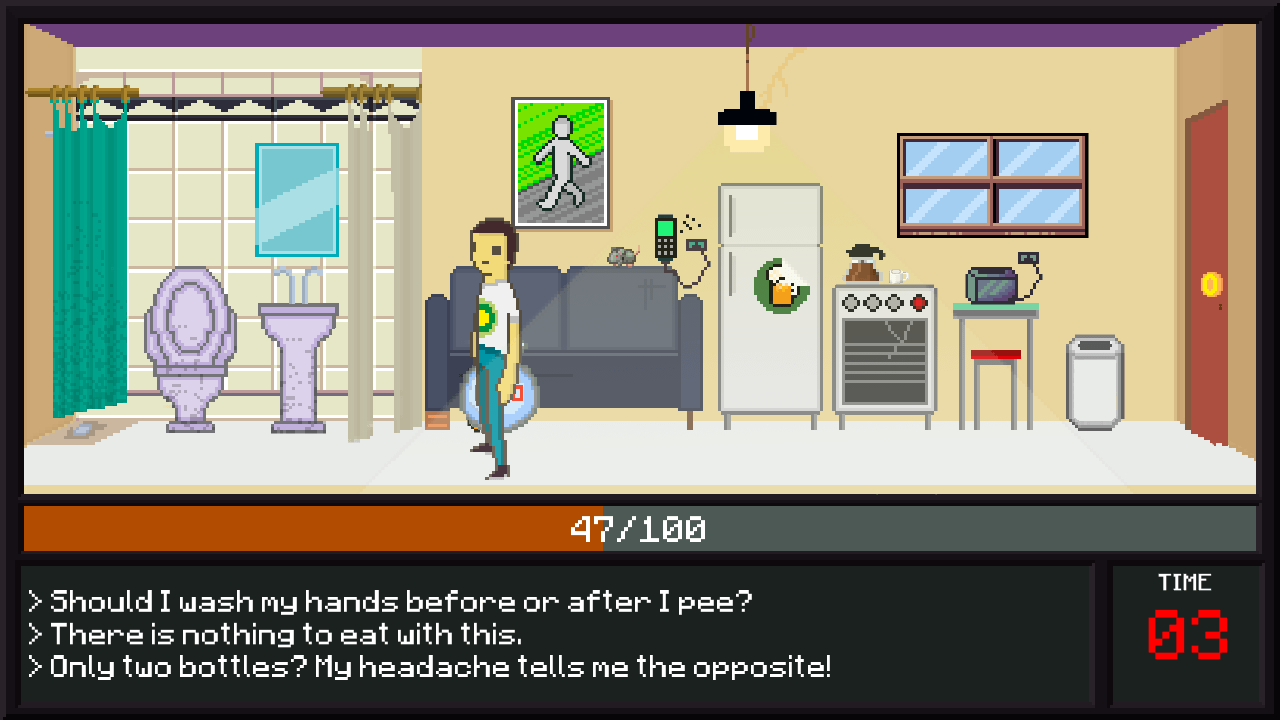 47/100
> Should I wash my hands before or after I pee?
> There is nothing to eat with this.
> Only two bottles? My headache tells me the opposite!
TIME
03